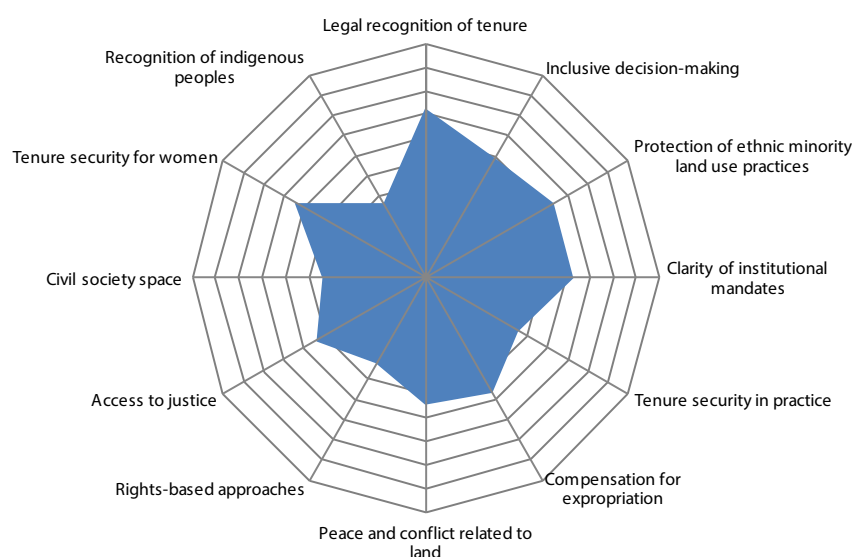 Legal recognition of tenure
Inclusive decision-making
Protection of ethnic minority
land use practices
Clarity of institutional
mandates
Tenure security in practice
Compensation for
expropriation
Peace and conflict related to
land
Rights-based approaches
Access to justice
Civil society space
Tenure security for women
Recognition of indigenous
peoples